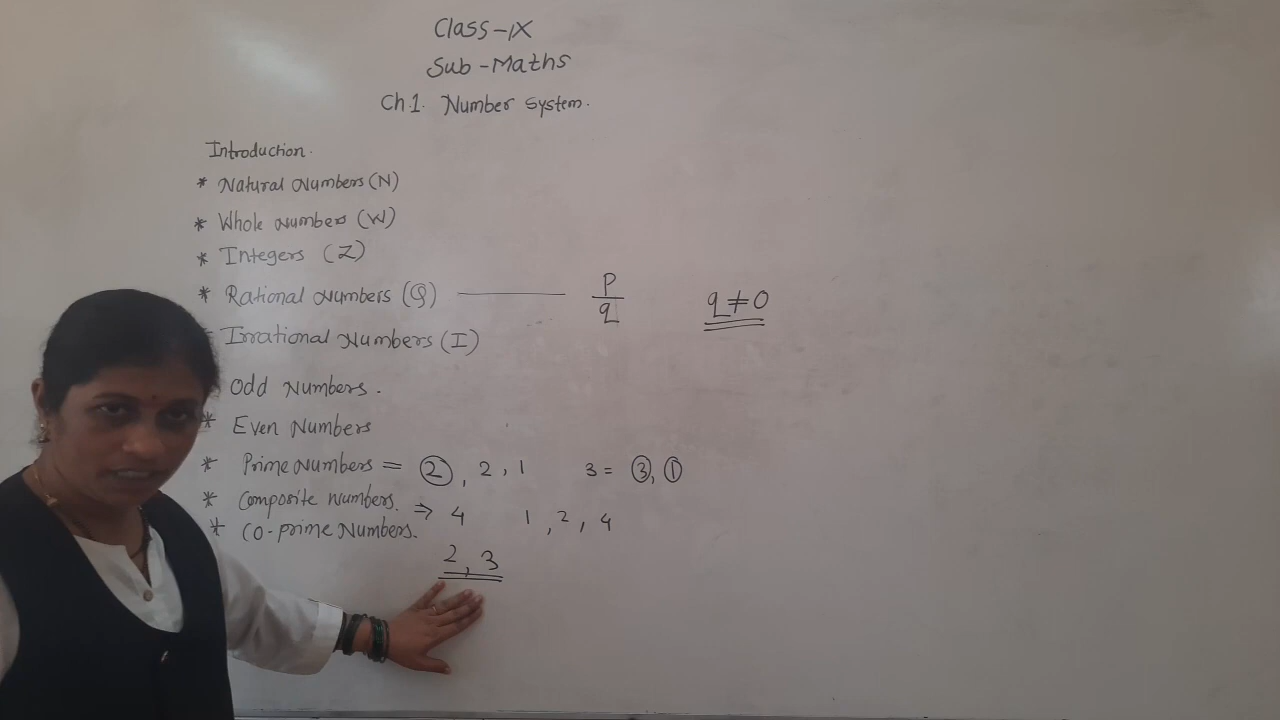 Class-IX
Sub-Maths
Ch.1. Number System.
Introduction.
* Natural Numbers (N)
* Whole Numbers (W)
* Integers (Z)
* Rational Numbers (Q) —— P/q q≠0
Irrational Numbers (I)
Odd Numbers.
* Even Numbers
* Prime Numbers = 2, 2, 1 3 = 3, 1
* Composite Numbers. ⇒ 4 1, 2, 4
* Co-prime Numbers.
2, 3